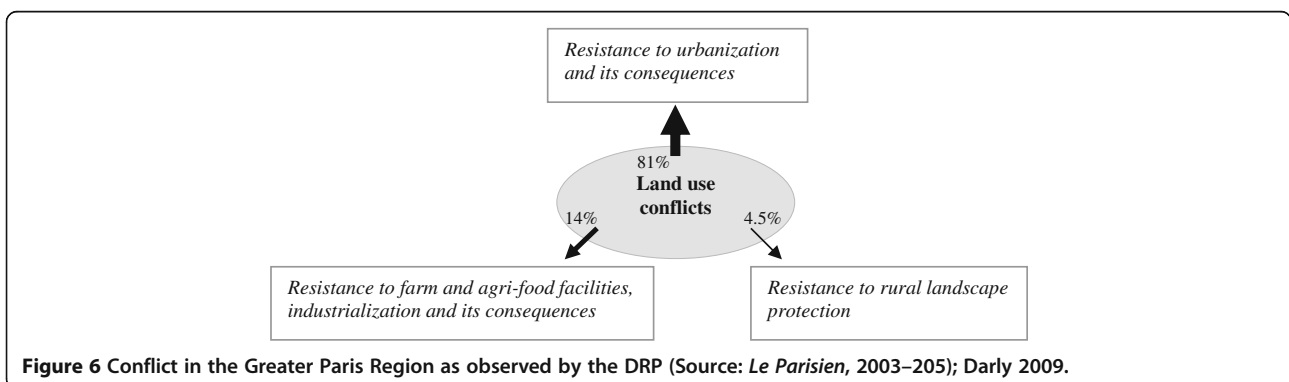 Resistance to urbanization
and its consequences
81%
Land use
conflicts
14%
4.5%
Resistance to farm and agri-food facilities,
industrialization and its consequences
Resistance to rural landscape
protection
Figure 6 Conflict in the Greater Paris Region as observed by the DRP (Source: Le Parisien, 2003–205); Darly 2009.